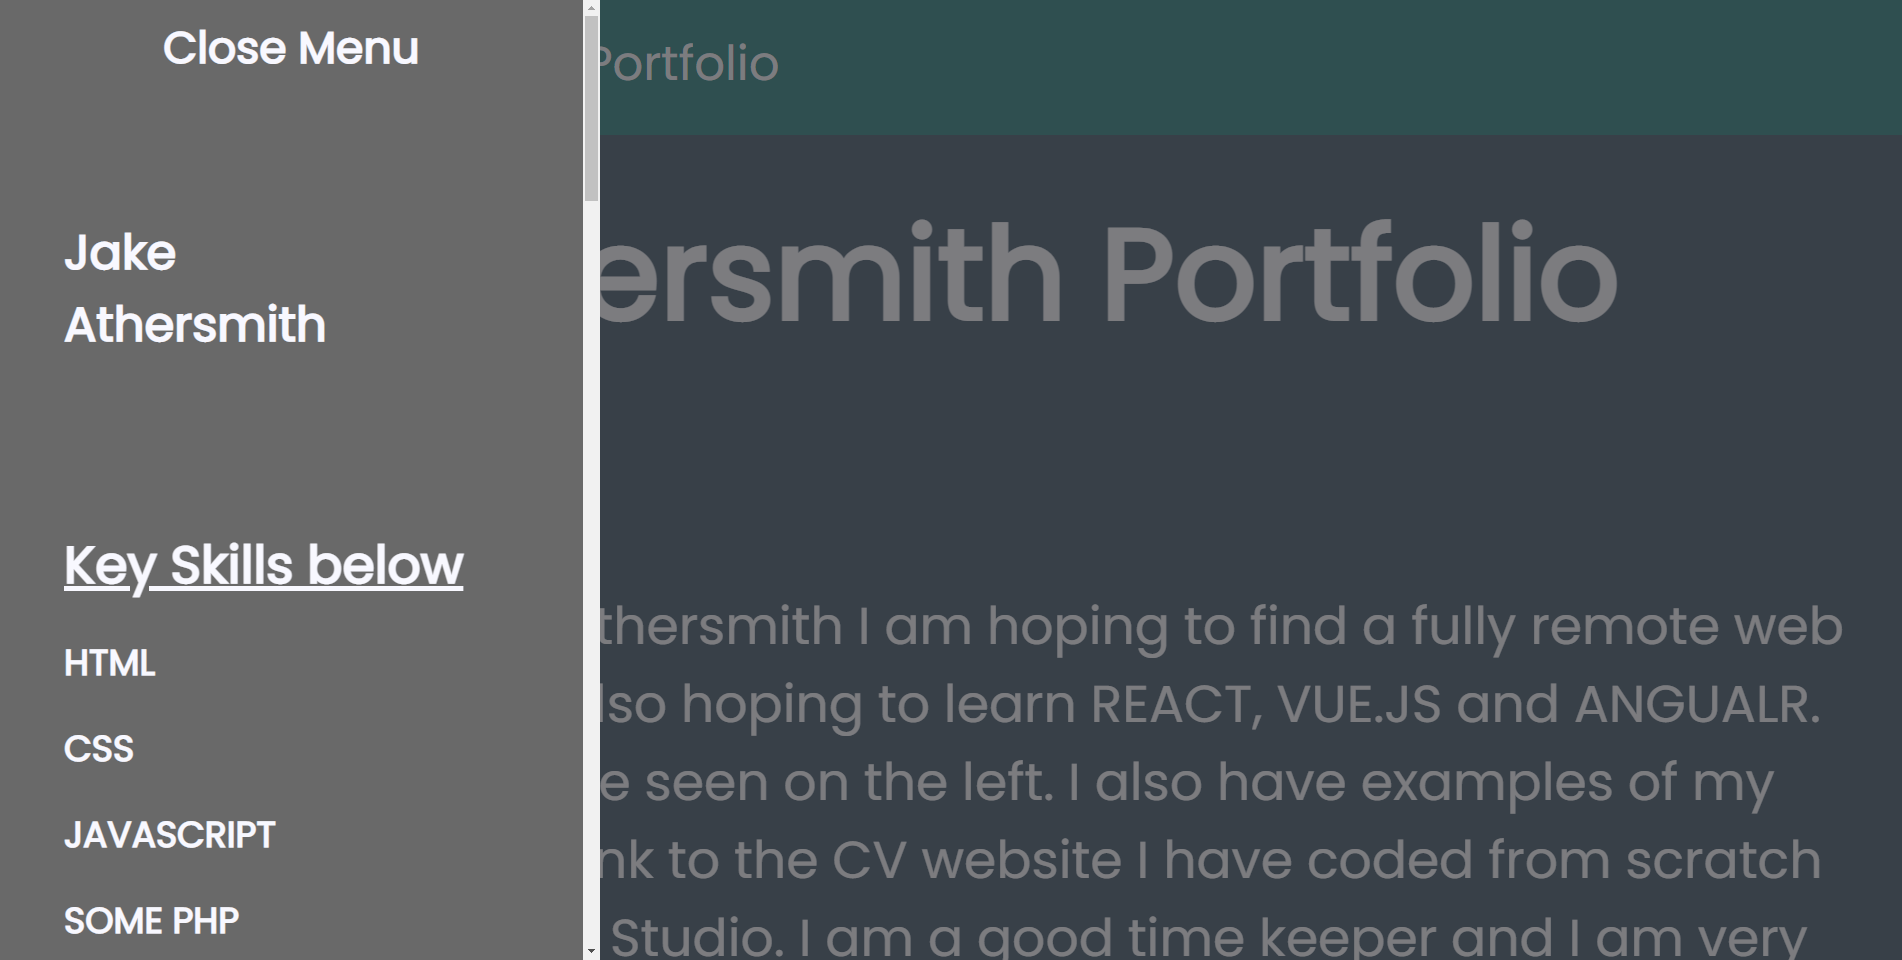 Close Menu
Jake
Athersmith
Key Skills below
HTML
CSS
JAVASCRIPT
SOME PHP
Portfolio
ersmith Portfolio
thersmith I am hoping to find a fully remote web
lso hoping to learn REACT, VUE.JS and ANGUALR.
e seen on the left. I also have examples of my
nk to the CV website I have coded from scratch
Studio. I am a good time keeper and I am very